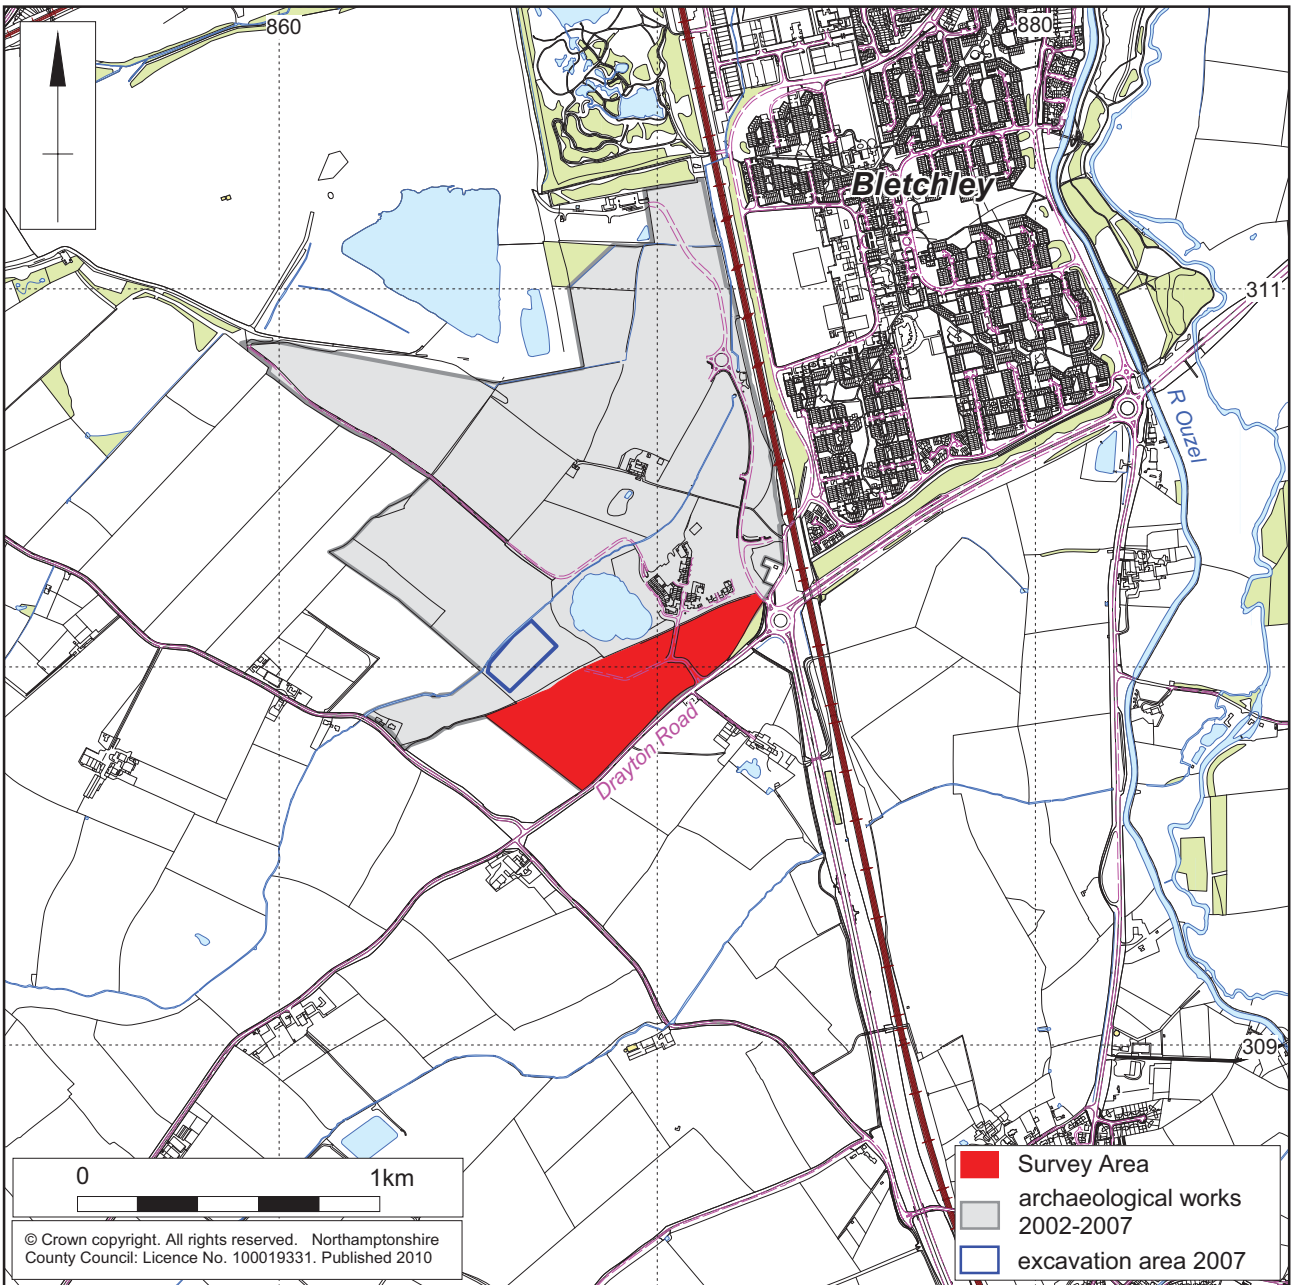 860
880
Bletchley
311
R Ouzel
Drayton Road
309
0 1km
© Crown copyright. All rights reserved. Northamptonshire
County Council: Licence No. 100019331. Published 2010
Survey Area
archaeological works
2002-2007
excavation area 2007